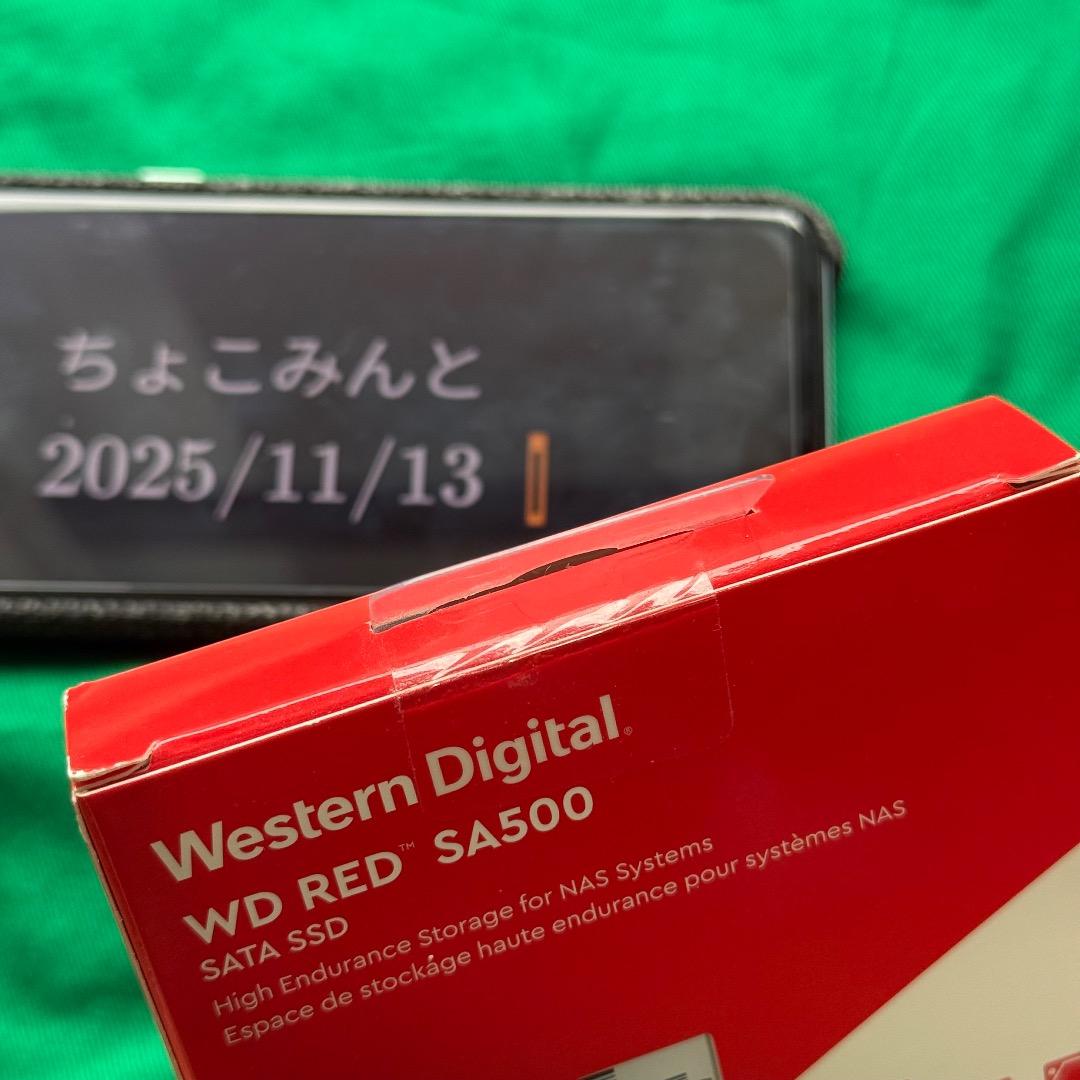 ちょこみんと
2025/11/13
Western Digital®
WD RED™ SA500
SATA SSD
High Endurance Storage for NAS Systems
Espace de stockage haute endurance pour systèmes NAS